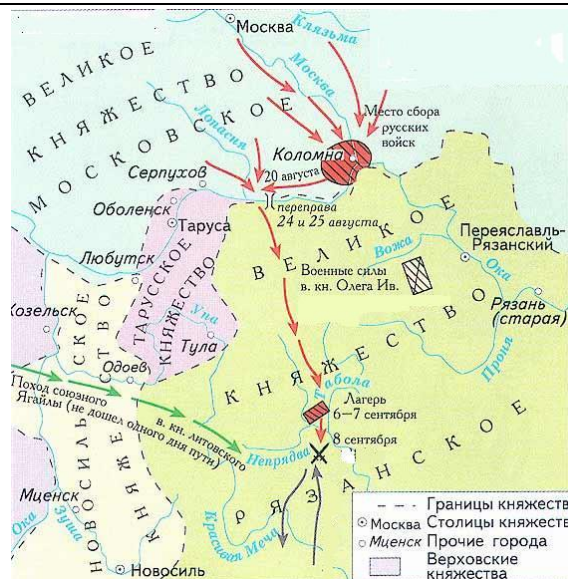 Москва
Клязьма
Москва
ВЕЛИКОЕ
КНЯЖЕСТВО
МОСКОВСКОЕ
Лопасня
Место сбора
русских
войск
Коломна
20 августа
Серпухов
переправа
24 и 25 августа
Оболенск
Таруса
Любутск
ТАРУССКОЕ
КНЯЖЕСТВО
ВЕЛИКОЕ
Вожа
Переяславль-
Рязанский
Ока
Военные силы
в. кн. Олега Ив.
Рязань
(старая)
Проня
Козельск
Упа
Тула
Одоев
КНЯЖЕСТВО
Табола
Лагерь
6–7 сентября
8 сентября
Поход союзного в. кн. литовского
Ягайлы (не дошел одного дня пути)
Непрядва
РЯЗАНСКОЕ
НОВОСИЛЬСКОЕ
КНЯЖЕСТВО
Мценск
Ока
Зуша
Красивая Меча
Новосиль
Границы княжеств
Москва Столицы княжеств
Мценск Прочие города
Верховские
княжества